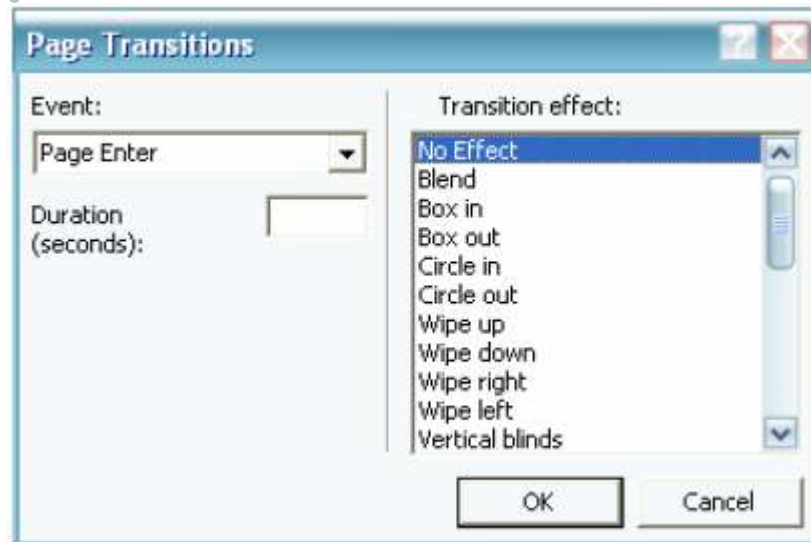 Page Transitions
Event:
Page Enter
Duration
(seconds):
Transition effect:
No Effect
Blend
Box in
Box out
Circle in
Circle out
Wipe up
Wipe down
Wipe right
Wipe left
Vertical blinds
OK
Cancel